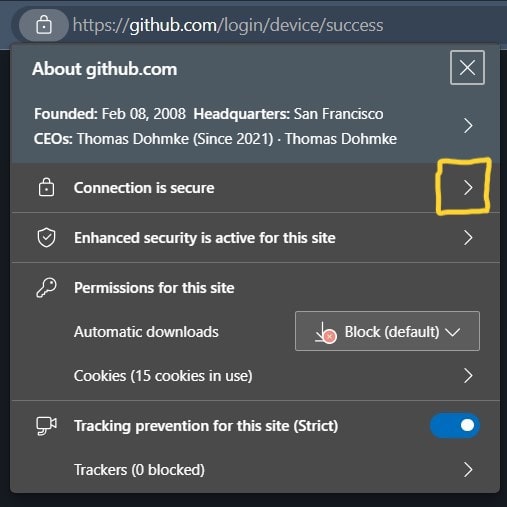 https://github.com/login/device/success
About github.com
Founded: Feb 08, 2008 Headquarters: San Francisco
CEOs: Thomas Dohmke (Since 2021) · Thomas Dohmke
Connection is secure
Enhanced security is active for this site
Permissions for this site
Automatic downloads Block (default)
Cookies (15 cookies in use)
Tracking prevention for this site (Strict)
Trackers (0 blocked)